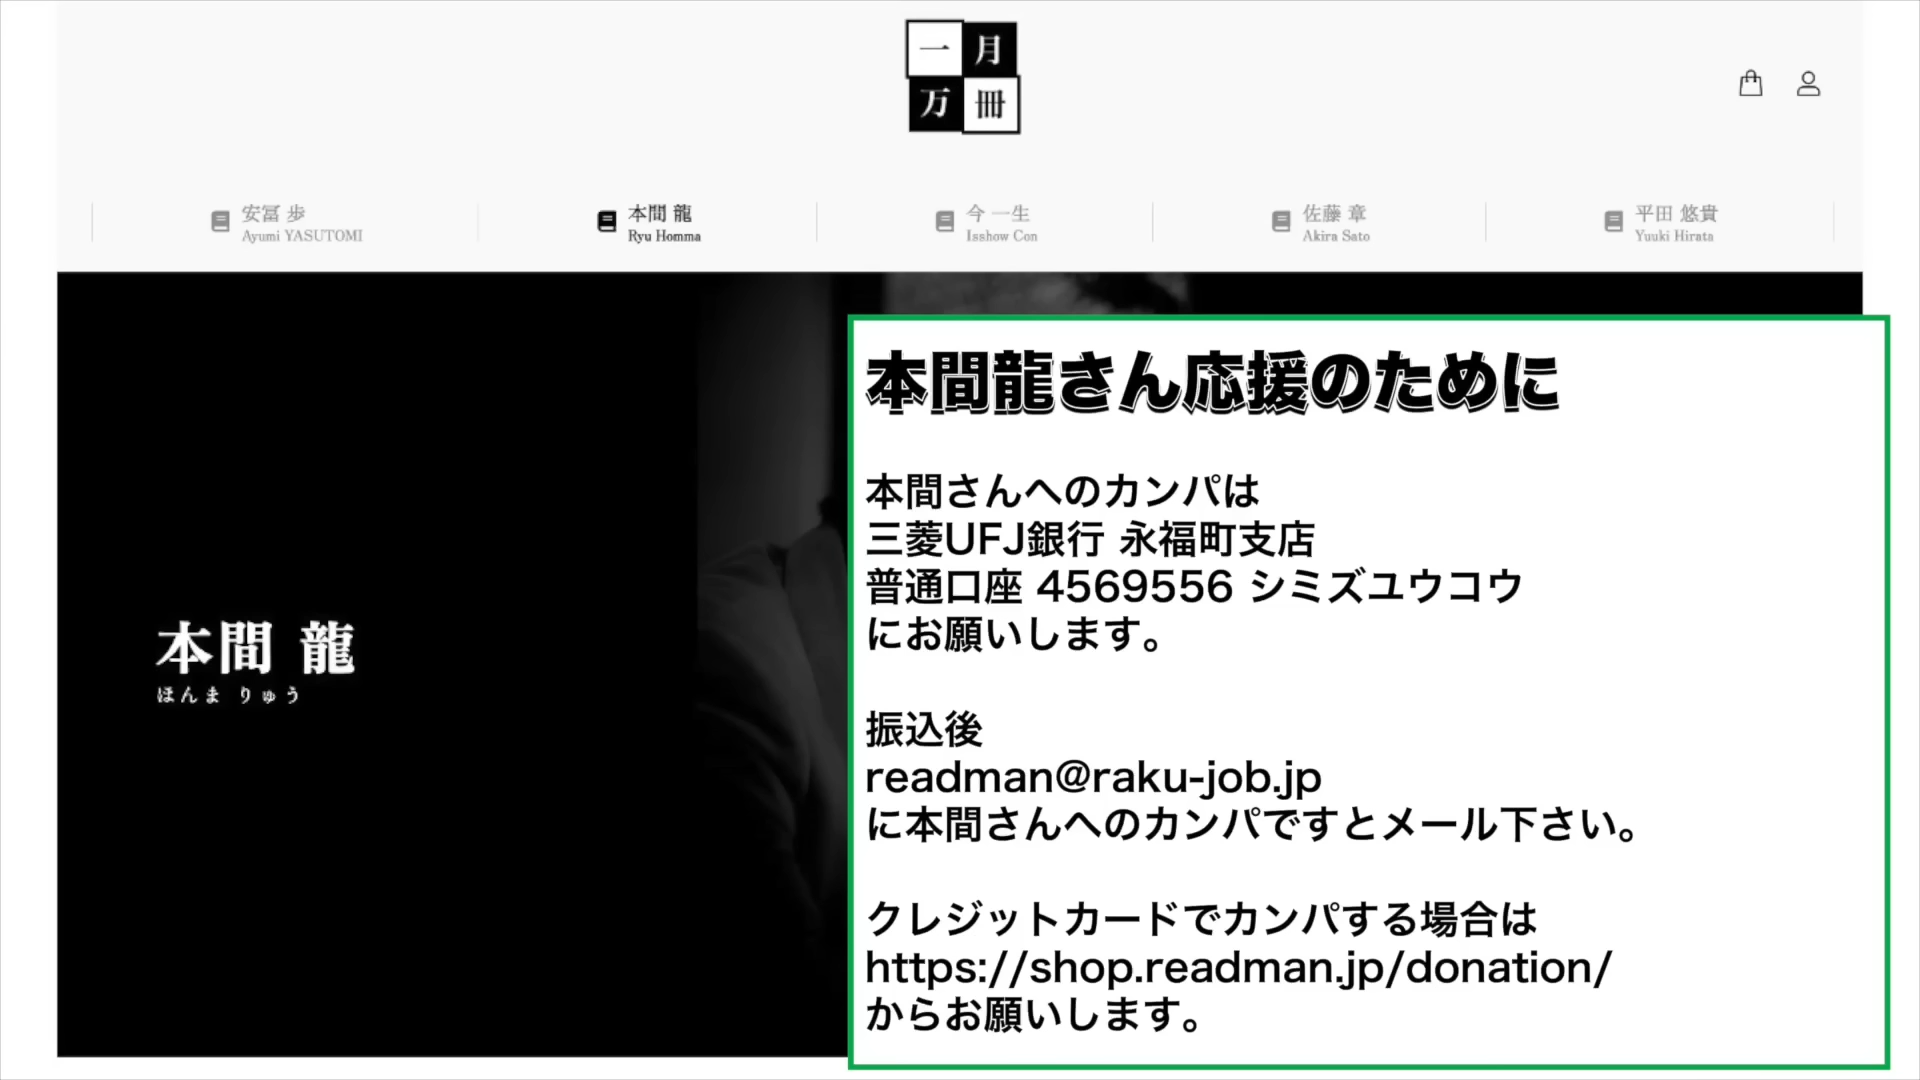 一月
万冊
安冨 歩
Ayumi YASUTOMI
本間 龍
Ryu Homma
今 一生
Isshow Con
佐藤 章
Akira Sato
平田 悠貴
Yuuki Hirata
本間 龍
ほんま りゅう
本間龍さん応援のために
本間さんへのカンパは
三菱UFJ銀行 永福町支店
普通口座 4569556 シミズユウコウ
にお願いします。
振込後
readman@raku-job.jp
に本間さんへのカンパですとメール下さい。
クレジットカードでカンパする場合は
https://shop.readman.jp/donation/
からお願いします。